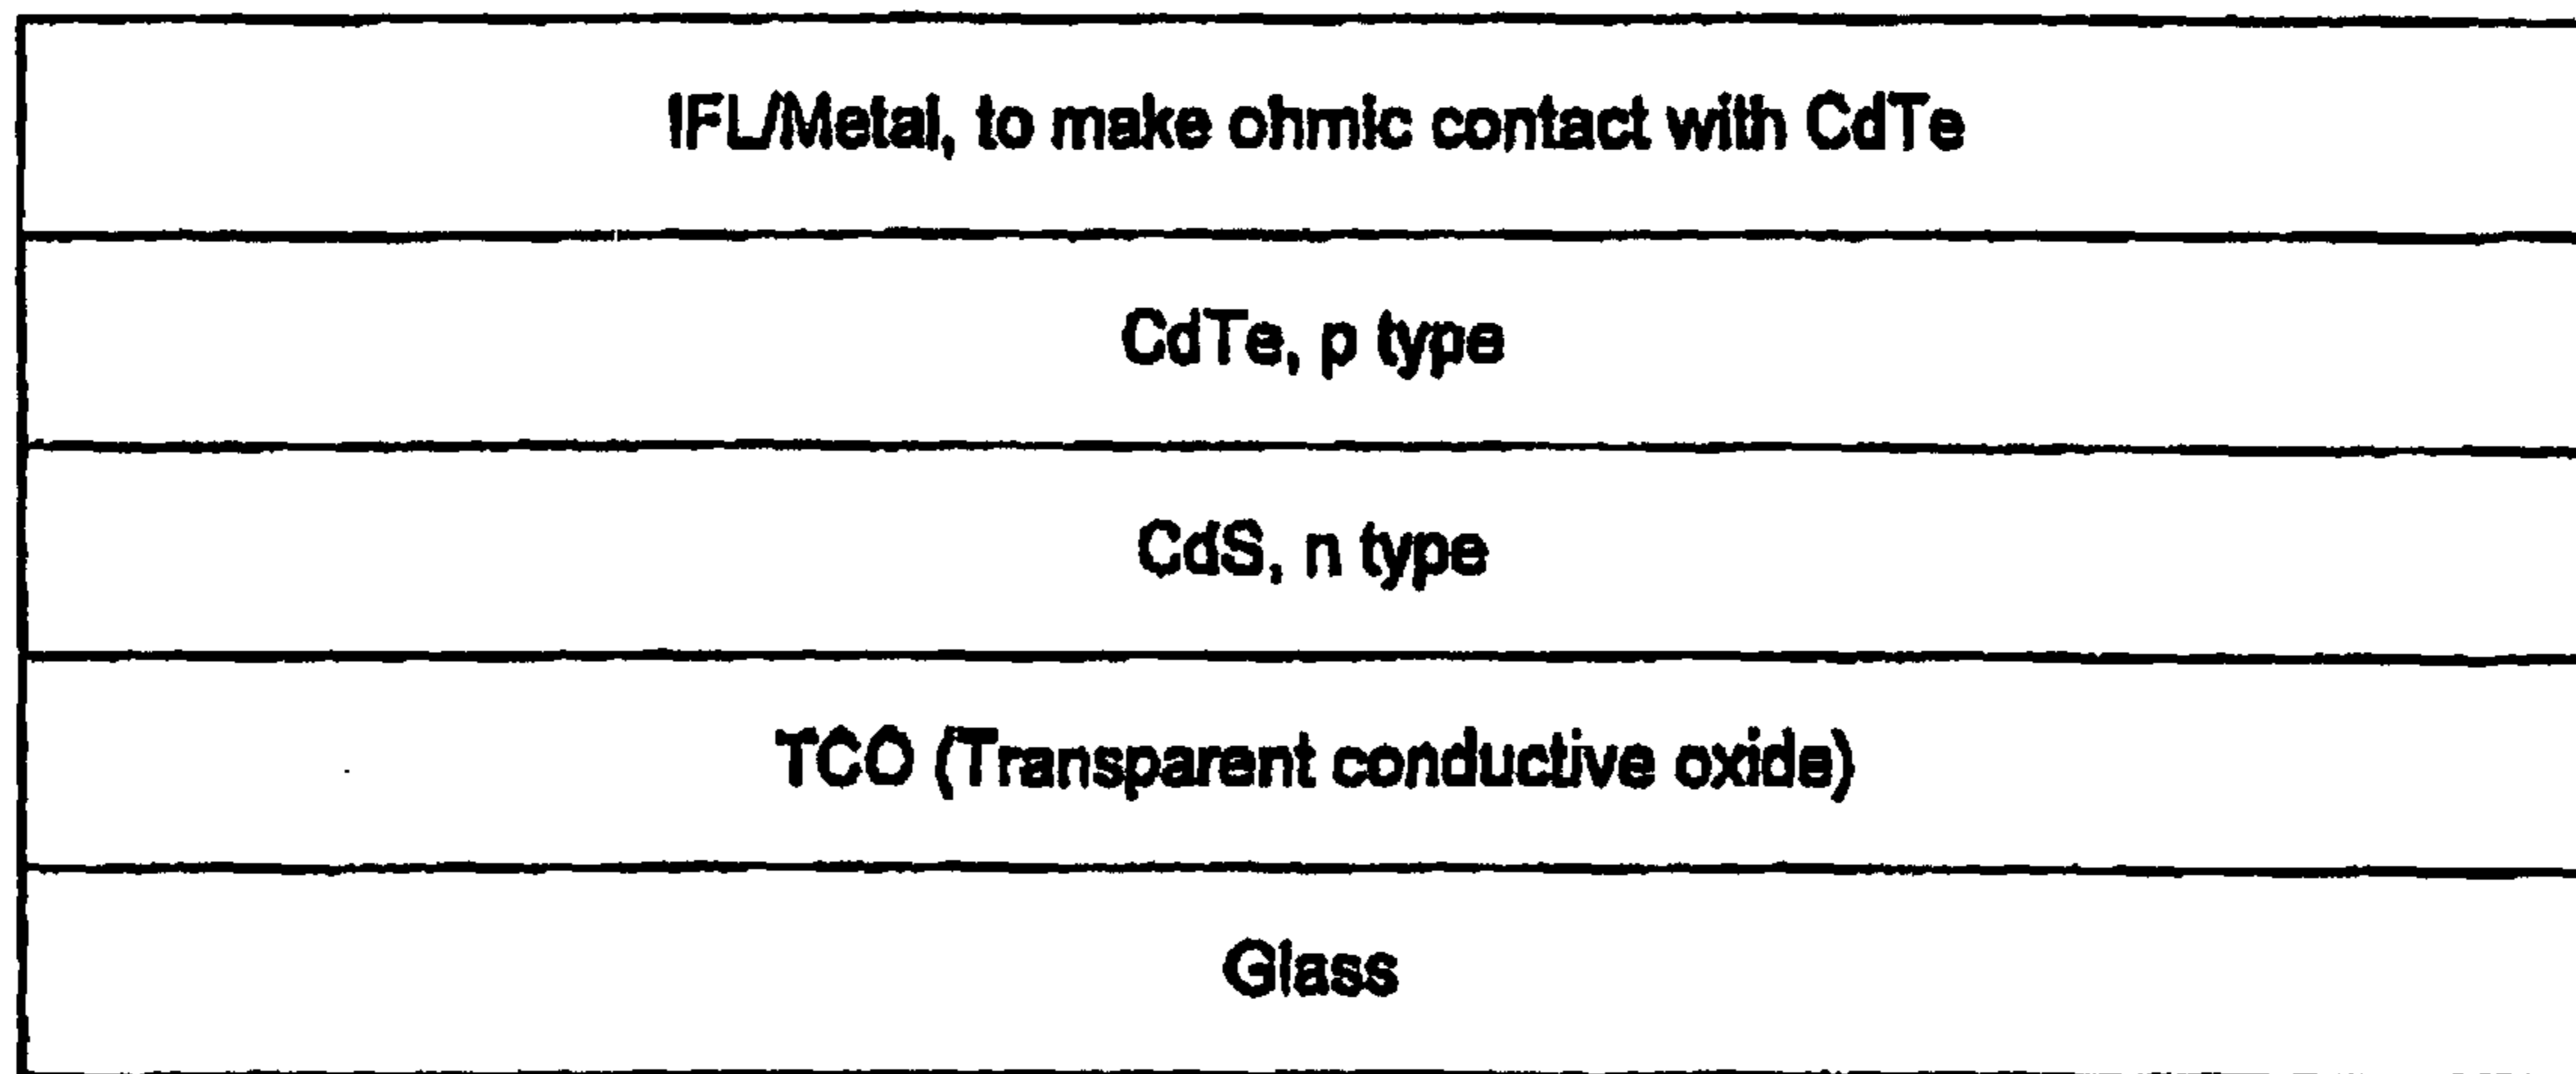 IFL/Metal, to make ohmic contact with CdTe
CdTe, p type
CdS, n type
TCO (Transparent conductive oxide)
Glass